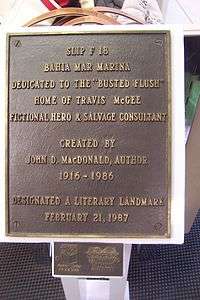 SLIP F 18
BAHIA MAR MARINA
DEDICATED TO THE "BUSTED FLUSH"
HOME OF TRAVIS McGEE
FICTIONAL HERO & SALVAGE CONSULTANT
CREATED BY
JOHN D. MACDONALD, AUTHOR
1916 - 1986
DESIGNATED A LITERARY LANDMARK
FEBRUARY 21, 1987